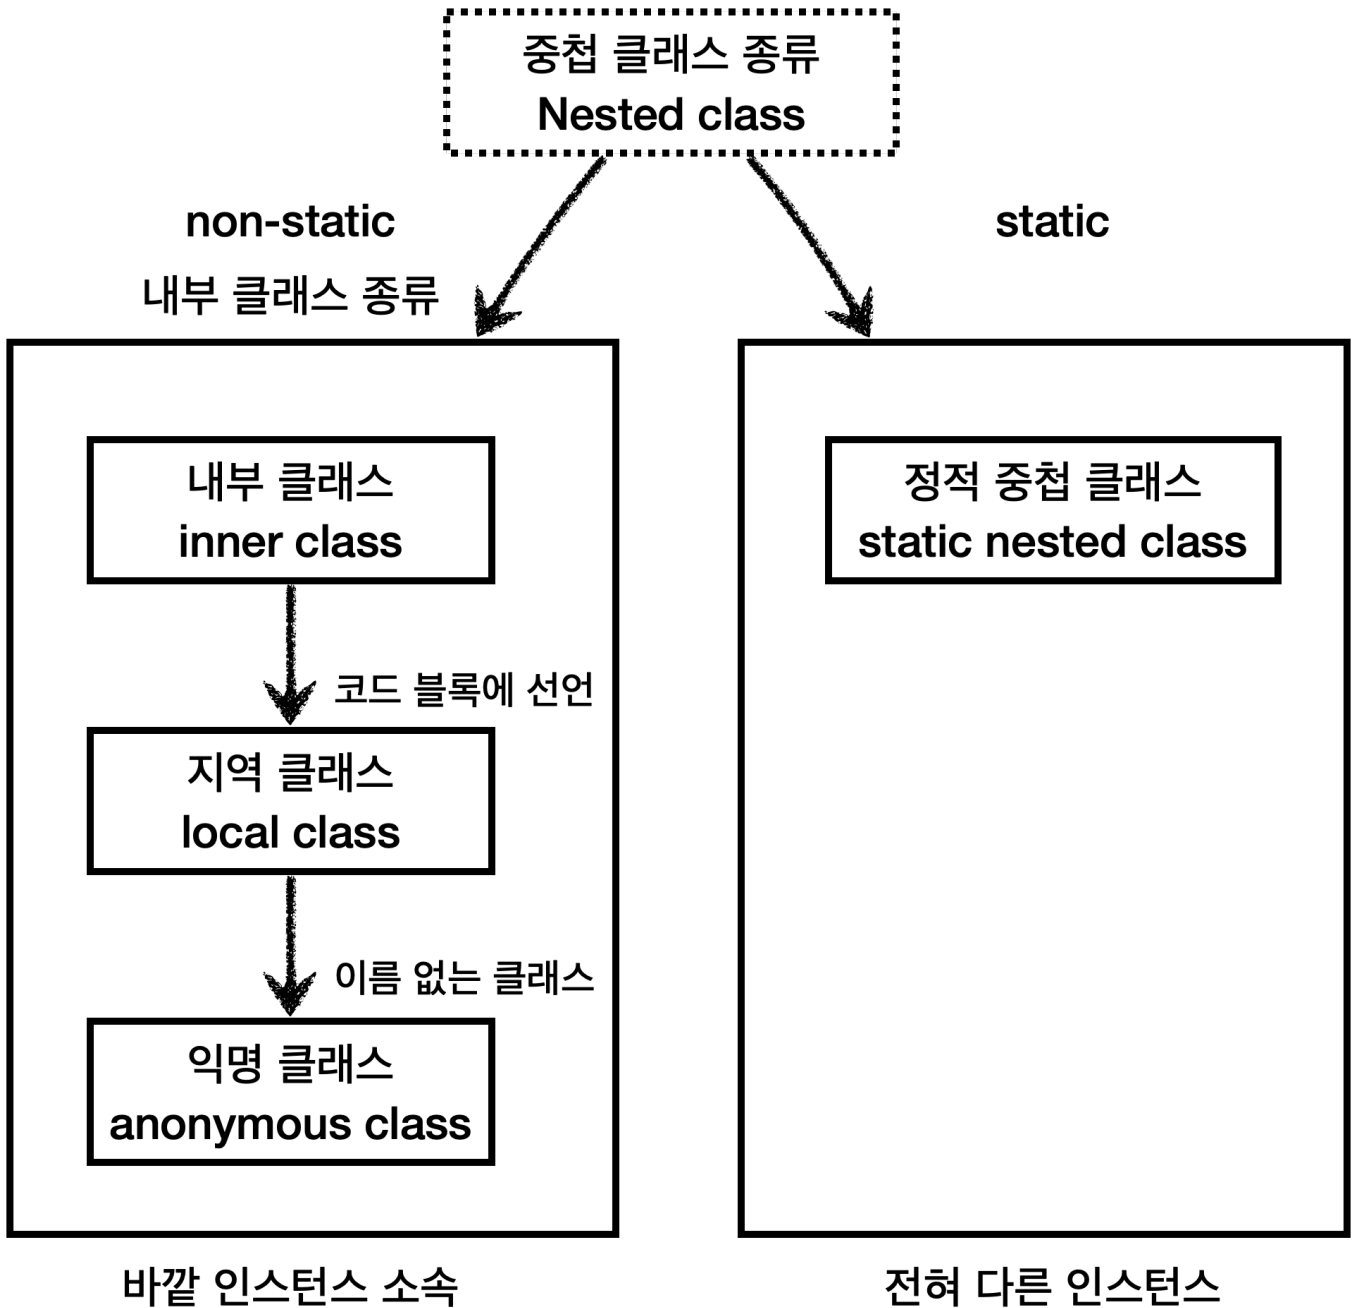 중첩 클래스 종류
Nested class
non-static
내부 클래스 종류
static
내부 클래스
inner class
코드 블록에 선언
지역 클래스
local class
이름 없는 클래스
익명 클래스
anonymous class
바깥 인스턴스 소속
정적 중첩 클래스
static nested class
전혀 다른 인스턴스